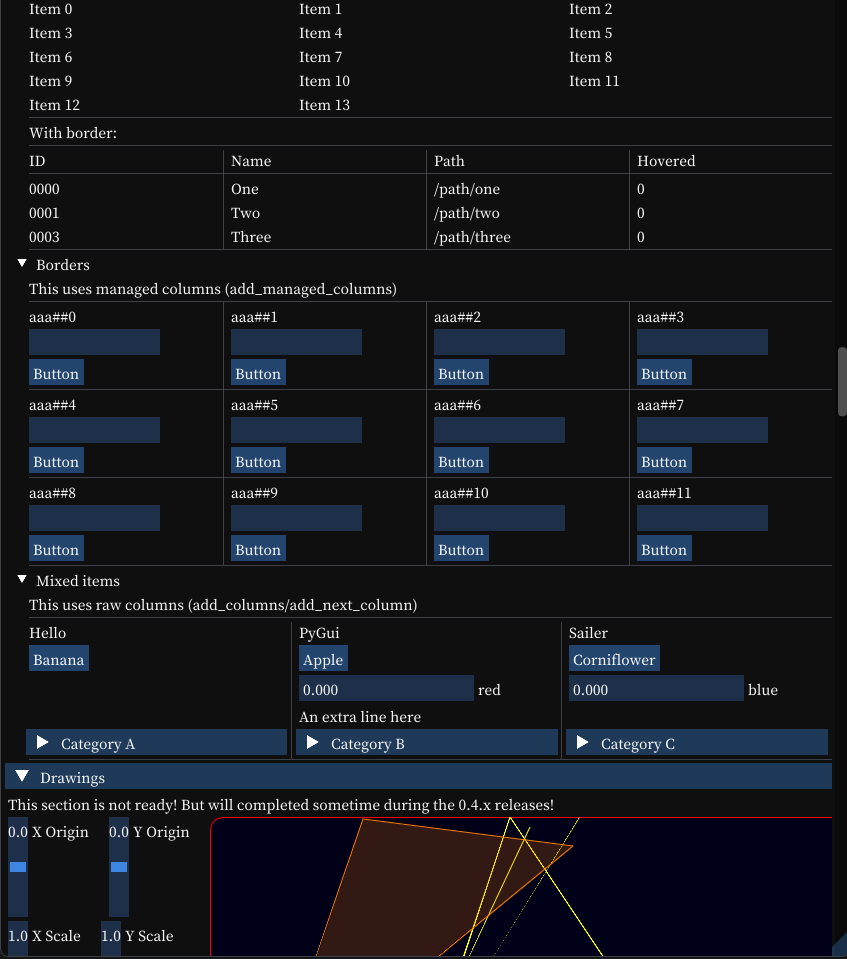 Item 0 Item 1 Item 2
Item 3 Item 4 Item 5
Item 6 Item 7 Item 8
Item 9 Item 10 Item 11
Item 12 Item 13
With border:
ID Name Path Hovered
0000 One /path/one 0
0001 Two /path/two 0
0003 Three /path/three 0
Borders
This uses managed columns (add_managed_columns)
aaa##0 aaa##1 aaa##2 aaa##3
Button Button Button Button
aaa##4 aaa##5 aaa##6 aaa##7
Button Button Button Button
aaa##8 aaa##9 aaa##10 aaa##11
Button Button Button Button
Mixed items
This uses raw columns (add_columns/add_next_column)
Hello PyGui Sailer
Banana Apple Corniflower
0.000 red 0.000 blue
An extra line here
Category A Category B Category C
Drawings
This section is not ready! But will completed sometime during the 0.4.x releases!
0.0 X Origin 0.0 Y Origin
1.0 X Scale 1.0 Y Scale